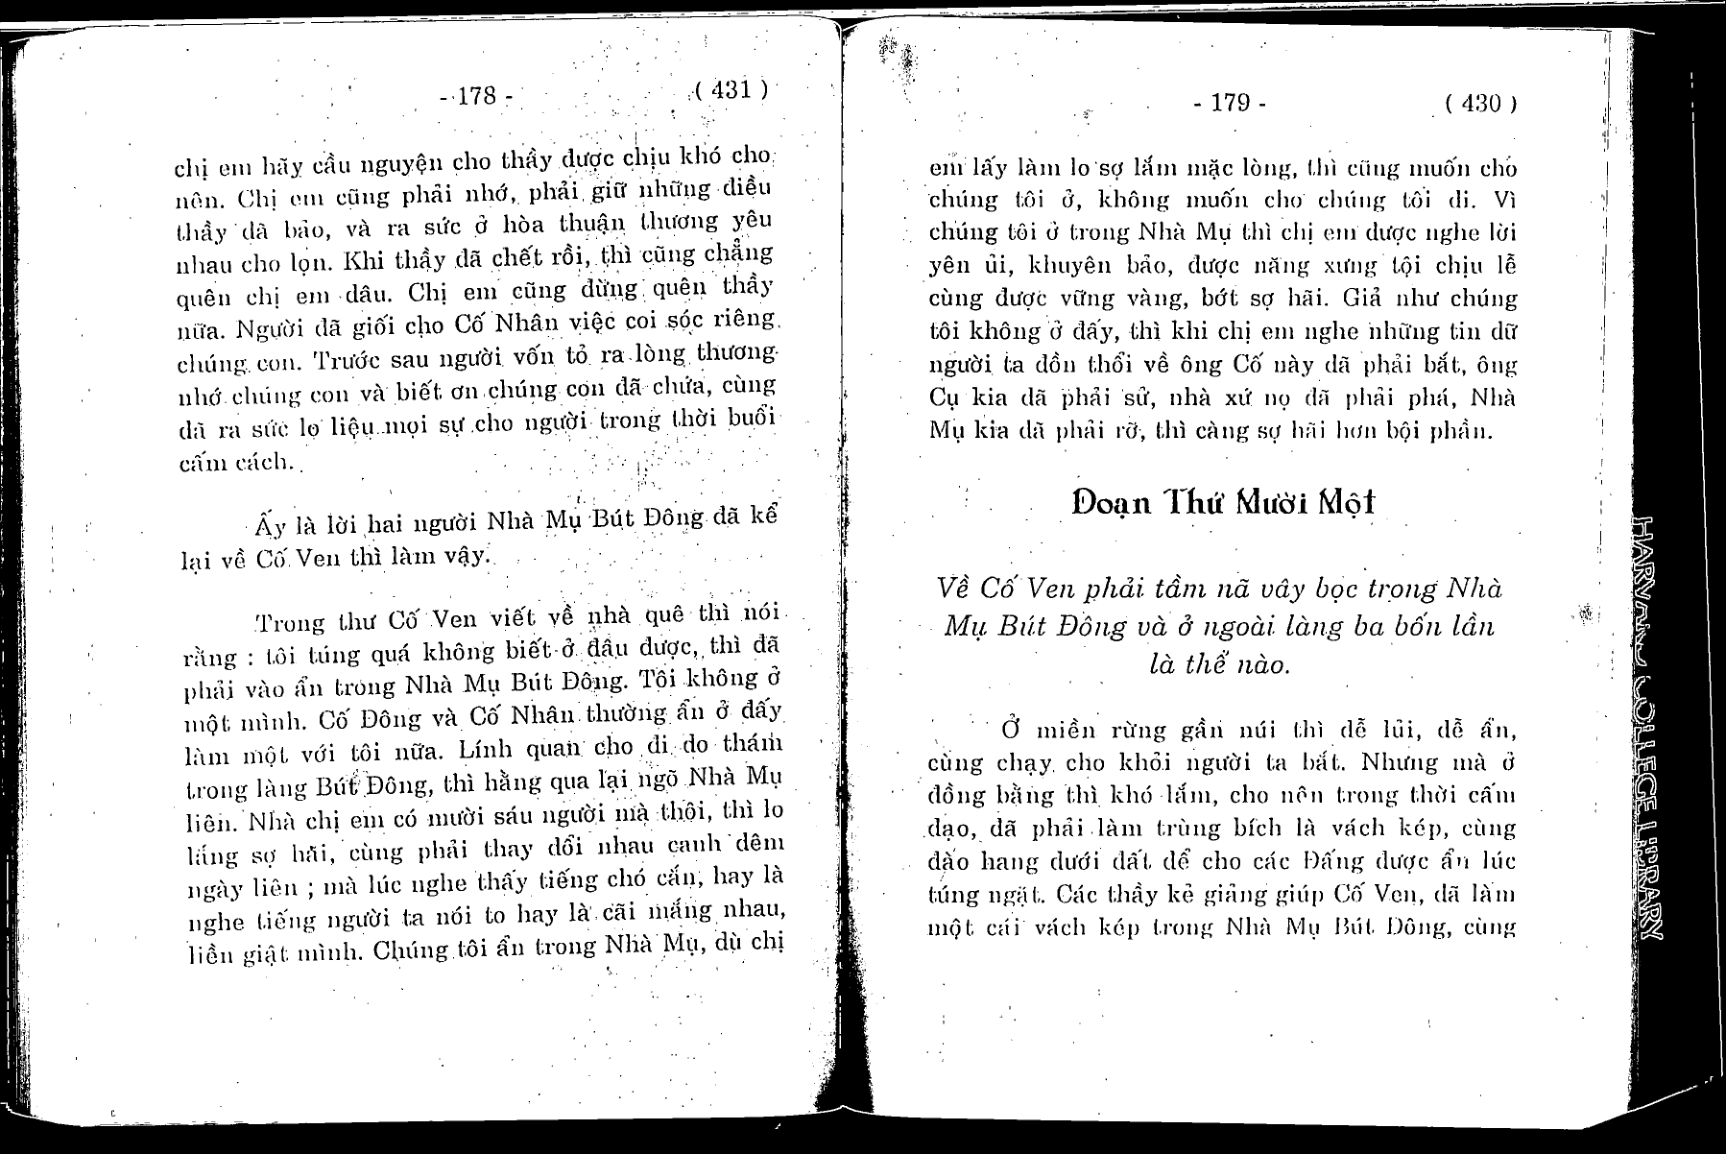 - 178 -
( 431 )
chị em hãy cầu nguyện cho thầy được chịu khó cho
nên. Chị em cũng phải nhớ, phải giữ những điều
thầy đã bảo, và ra sức ở hòa thuận thương yêu
nhau cho lọn. Khi thầy đã chết rồi, thì cũng chẳng
quên chị em đâu. Chị em cũng đừng quên thầy
nữa. Người đã giối cho Cố Nhân việc coi sóc riêng
chúng con. Trước sau người vốn tỏ ra lòng thương
nhớ chúng con và biết ơn chúng con đã chứa, cùng
đã ra sức lo liệu mọi sự cho người trong thời buổi
cấm cách.
Ấy là lời hai người Nhà Mụ Bút Đông đã kể
lại về Cố Ven thì làm vậy.
Trong thư Cố Ven viết về nhà quê thì nói
rằng : tôi túng quá không biết ở đâu được, thì đã
phải vào ẩn trong Nhà Mụ Bút Đông. Tôi không ở
một mình. Cố Đông và Cố Nhân thường ẩn ở đấy
làm một với tôi nữa. Lính quan cho đi do thám
trong làng Bút Đông, thì hằng qua lại ngõ Nhà Mụ
liên. Nhà chị em có mười sáu người mà thôi, thì lo
lắng sợ hãi, cùng phải thay đổi nhau canh đêm
ngày liên ; mà lúc nghe thấy tiếng chó cắn, hay là
nghe tiếng người ta nói to hay là cãi mắng nhau,
liền giật mình. Chúng tôi ẩn trong Nhà Mụ, dù chị
- 179 -
( 430 )
em lấy làm lo sợ lắm mặc lòng, thì cũng muốn cho
chúng tôi ở, không muốn cho chúng tôi đi. Vì
chúng tôi ở trong Nhà Mụ thì chị em được nghe lời
yên ủi, khuyên bảo, được năng xưng tội chịu lễ
cùng được vững vàng, bớt sợ hãi. Giả như chúng
tôi không ở đấy, thì khi chị em nghe những tin dữ
người ta đồn thổi về ông Cố này đã phải bắt, ông
Cụ kia đã phải sử, nhà xứ nọ đã phải phá, Nhà
Mụ kia đã phải rỡ, thì càng sợ hãi hơn bội phần.
Đoạn Thứ Mười Một
Về Cố Ven phải tầm nã vây bọc trong Nhà
Mụ Bút Đông và ở ngoài làng ba bốn lần
là thể nào.
Ở miền rừng gần núi thì dễ lủi, dễ ẩn,
cùng chạy cho khỏi người ta bắt. Nhưng mà ở
đồng bằng thì khó lắm, cho nên trong thời cấm
đạo, đã phải làm trùng bích là vách kép, cùng
đào hang dưới đất để cho các Đấng được ẩn lúc
túng ngặt. Các thầy kẻ giảng giúp Cố Ven, đã làm
một cái vách kép trong Nhà Mụ Bút Đông, cùng
HARVARD COLLEGE LIBRARY